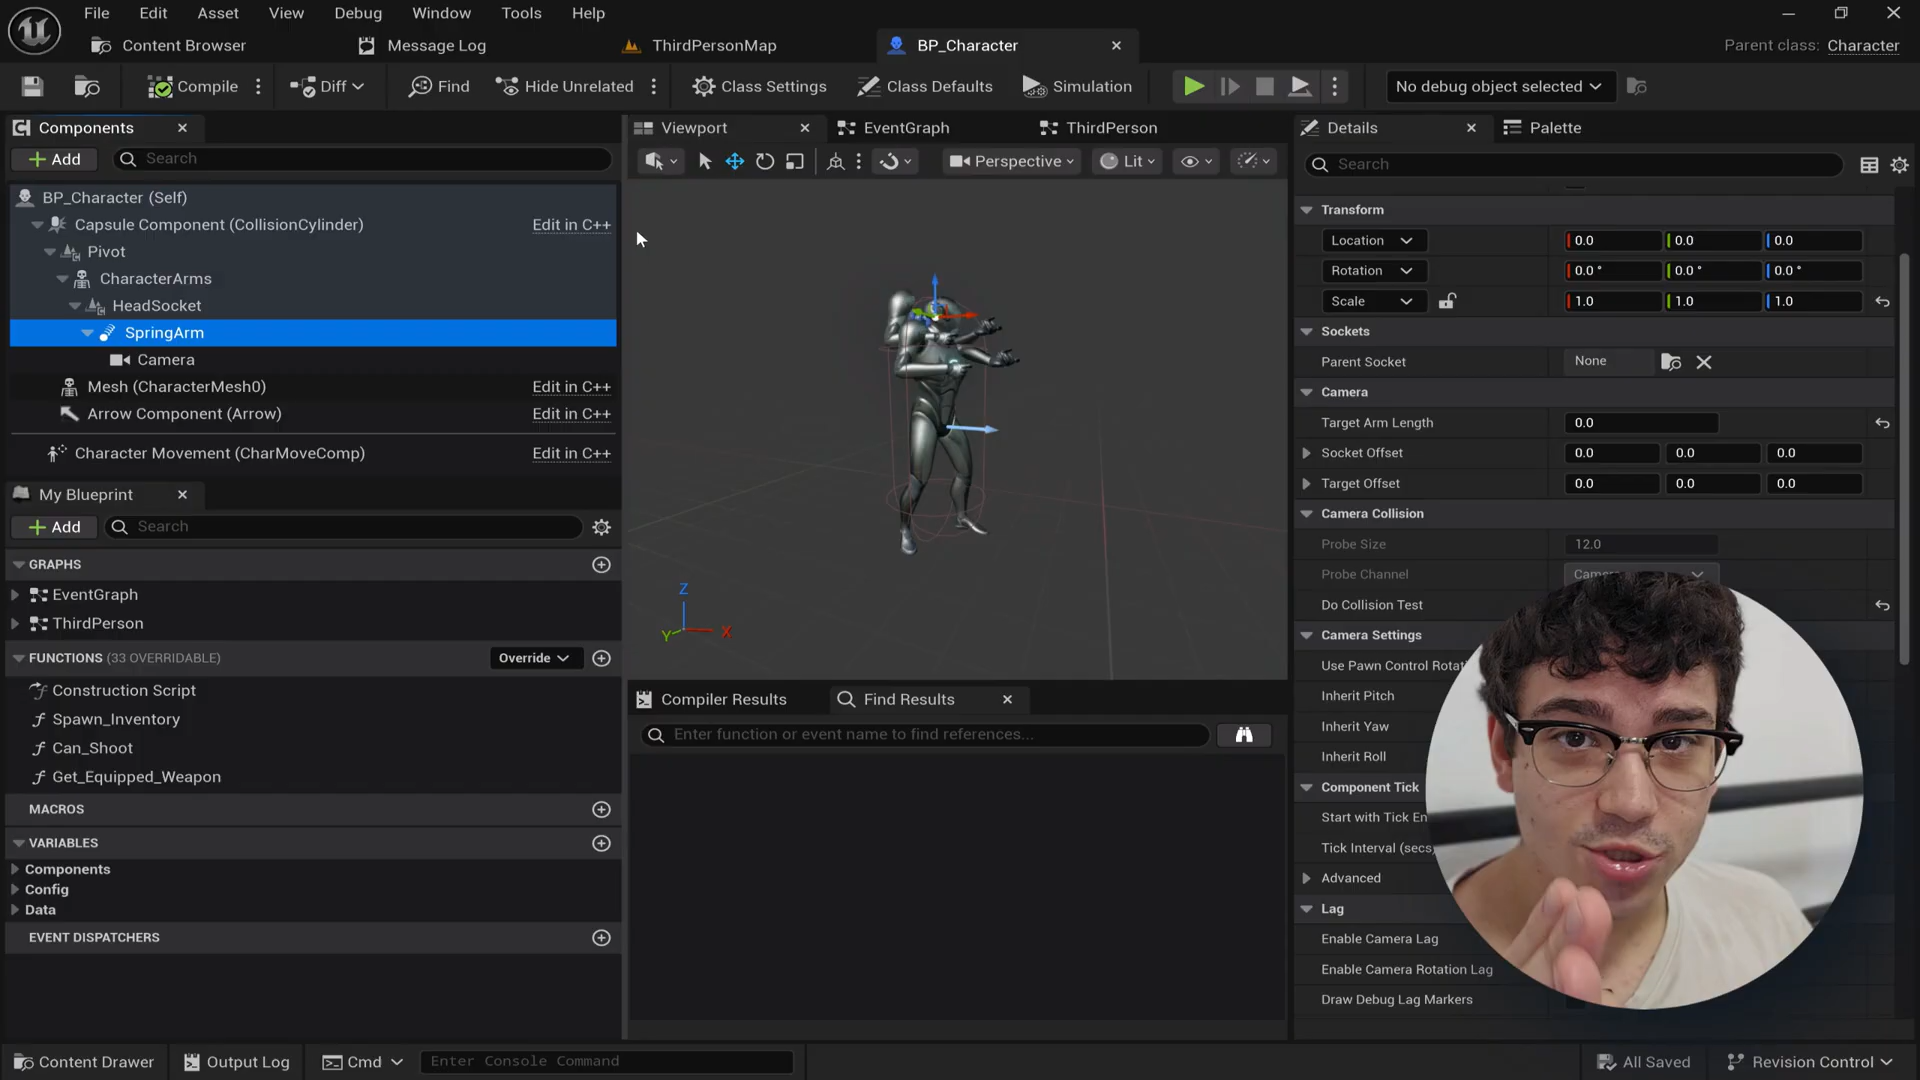 File Edit Asset View Debug Window Tools Help
Content Browser Message Log ThirdPersonMap BP_Character Parent class: Character
Compile Diff Find Hide Unrelated Class Settings Class Defaults Simulation No debug object selected
Components
Add Search
BP_Character (Self)
Capsule Component (CollisionCylinder) Edit in C++
Pivot
CharacterArms
HeadSocket
SpringArm
Camera
Mesh (CharacterMesh0) Edit in C++
Arrow Component (Arrow) Edit in C++
Character Movement (CharMoveComp) Edit in C++
My Blueprint
Add Search
GRAPHS
EventGraph
ThirdPerson
FUNCTIONS (33 OVERRIDABLE) Override
Construction Script
Spawn_Inventory
Can_Shoot
Get_Equipped_Weapon
MACROS
VARIABLES
Components
Config
Data
EVENT DISPATCHERS
Viewport EventGraph ThirdPerson
Perspective Lit
Z
Y X
Compiler Results Find Results
Enter function or event name to find references...
Details Palette
Search
Transform
Location 0.0 0.0 0.0
Rotation 0.0 ° 0.0 ° 0.0 °
Scale 1.0 1.0 1.0
Sockets
Parent Socket None
Camera
Target Arm Length 0.0
Socket Offset 0.0 0.0 0.0
Target Offset 0.0 0.0 0.0
Camera Collision
Probe Size 12.0
Probe Channel
Do Collision Test
Camera Settings
Use Pawn Control
Inherit Pitch
Inherit Yaw
Inherit Roll
Component Tick
Start with Tick
Tick Interval (secs
Advanced
Lag
Enable Camera Lag
Enable Camera Rotation Lag
Draw Debug Lag Markers
Content Drawer Output Log Cmd Enter Console Command All Saved Revision Control